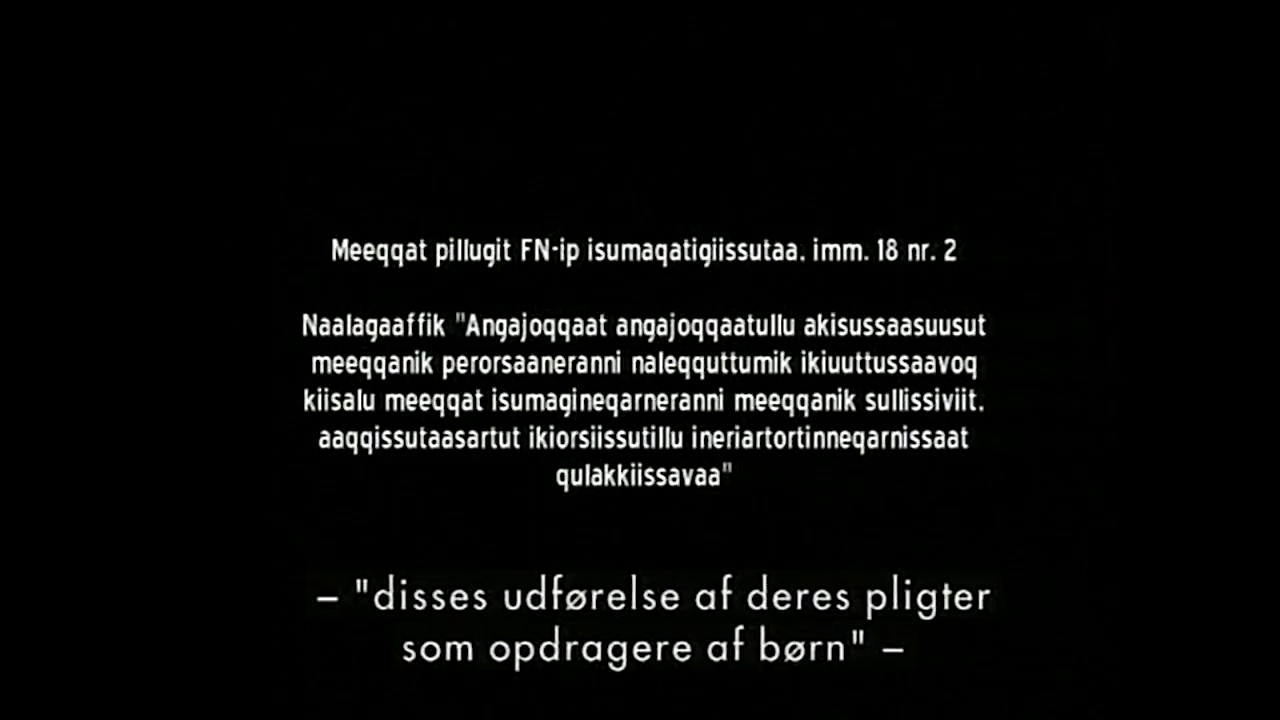 Meeqqat pillugit FN-ip isumaqatigiissutaa. imm. 18 nr. 2
Naalagaaffik "Angajoqqaat angajoqqaatullu akisussaasuusut
meeqqanik perorsaaneranni naleqquttumik ikiuuttussaavoq
kiisalu meeqqat isumagineqarneranni meeqqanik sullissiviit.
aaqqissutaasartut ikiorsiissutillu ineriartortinneqarnissaat
qulakkiissavaa"
– "disses udførelse af deres pligter
som opdragere af børn" –